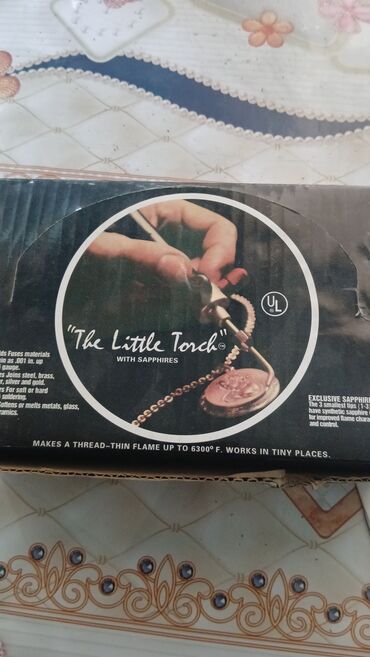 "The Little Torch"™
WITH SAPPHIRES
UL
Fuses materials
as .001 in. up
gauge.
Joins steel, brass,
silver and gold.
For soft or hard
soldering.
or melts metals, glass,
EXCLUSIVE SAPPHIRE
The 3 smallest tips
have synthetic sapphire
for improved flame
and control.
MAKES A THREAD-THIN FLAME UP TO 6300° F. WORKS IN TINY PLACES.